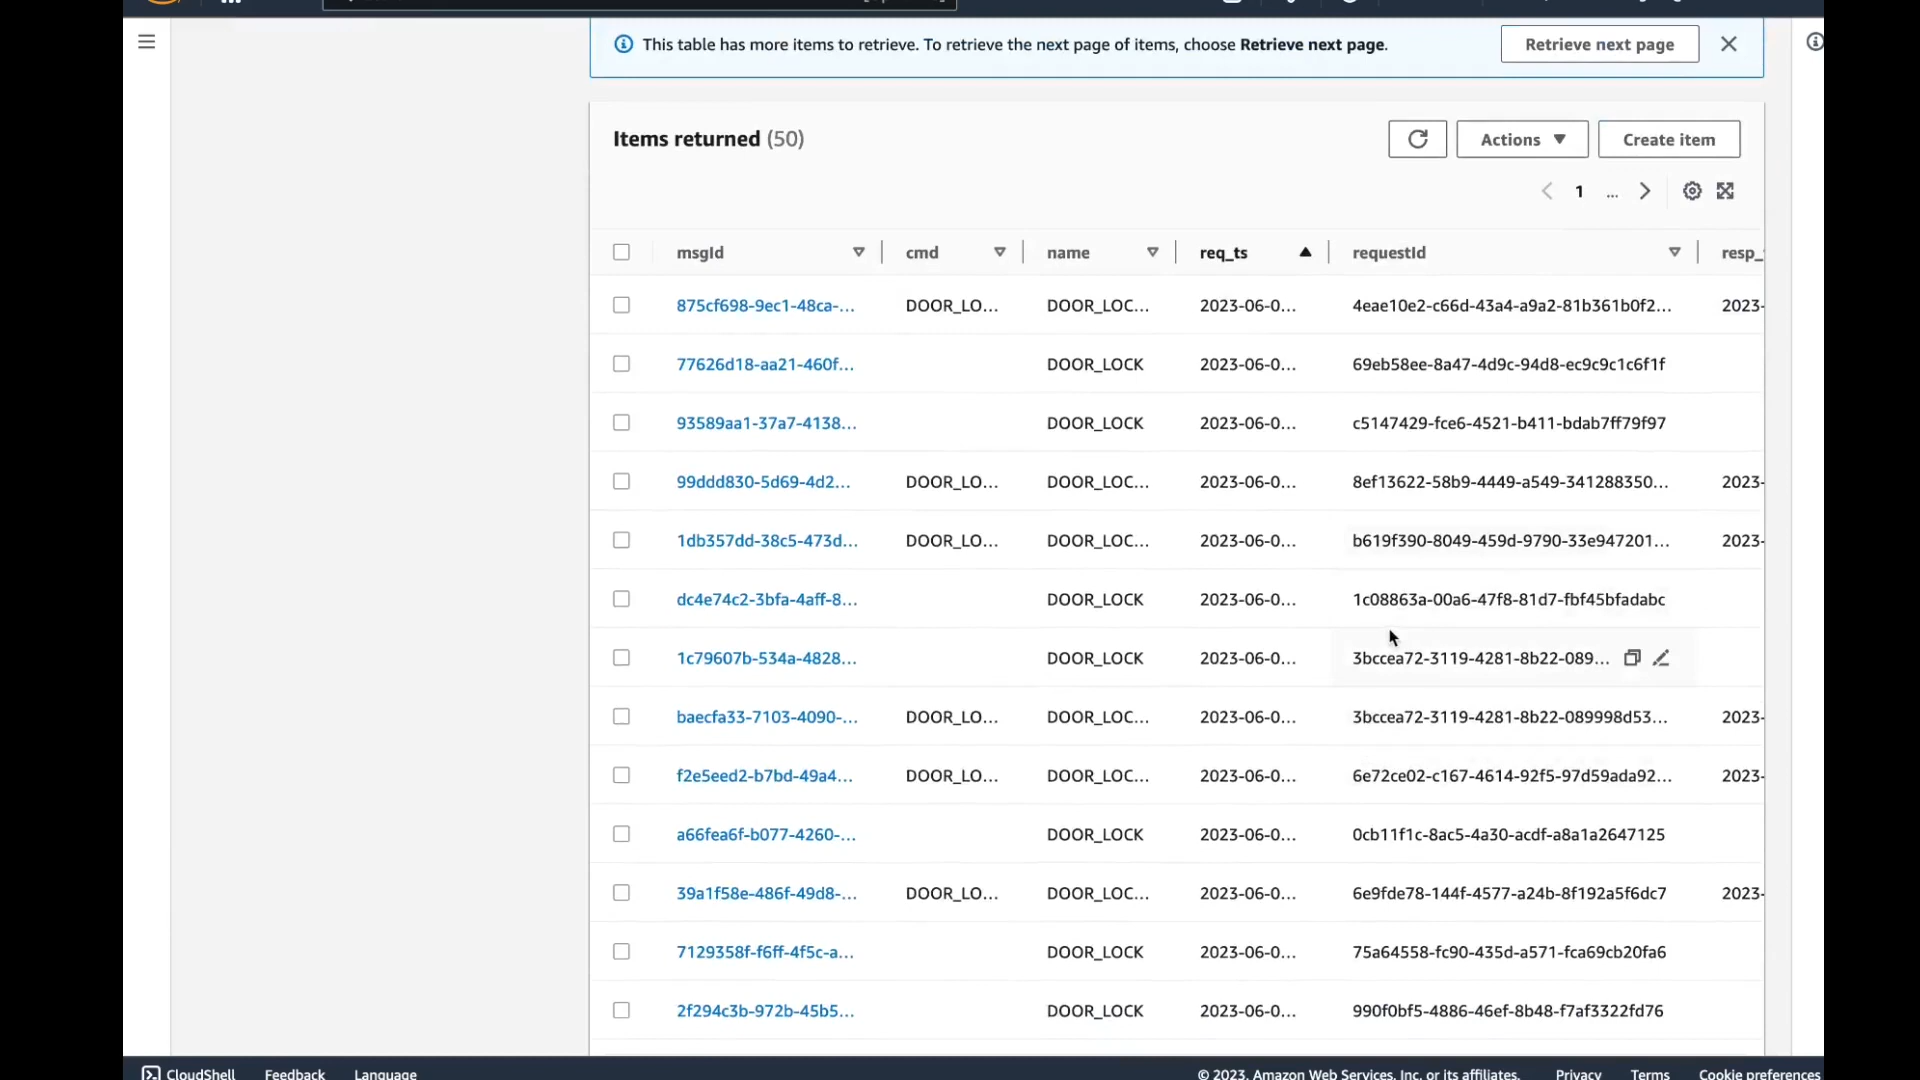 This table has more items to retrieve. To retrieve the next page of items, choose Retrieve next page. Retrieve next page
Items returned (50) Actions Create item
1 ...
msgId cmd name req_ts requestId resp_
875cf698-9ec1-48ca-... DOOR_LO... DOOR_LOC... 2023-06-0... 4eae10e2-c66d-43a4-a9a2-81b361b0f2... 2023-
77626d18-aa21-460f... DOOR_LOCK 2023-06-0... 69eb58ee-8a47-4d9c-94d8-ec9c9c1c6f1f
93589aa1-37a7-4138... DOOR_LOCK 2023-06-0... c5147429-fce6-4521-b411-bdab7ff79f97
99ddd830-5d69-4d2... DOOR_LO... DOOR_LOC... 2023-06-0... 8ef13622-58b9-4449-a549-341288350... 2023-
1db357dd-38c5-473d... DOOR_LO... DOOR_LOC... 2023-06-0... b619f390-8049-459d-9790-33e947201... 2023-
dc4e74c2-3bfa-4aff-8... DOOR_LOCK 2023-06-0... 1c08863a-00a6-47f8-81d7-fbf45bfadabc
1c79607b-534a-4828... DOOR_LOCK 2023-06-0... 3bccea72-3119-4281-8b22-089...
baecfa33-7103-4090-... DOOR_LO... DOOR_LOC... 2023-06-0... 3bccea72-3119-4281-8b22-089998d53... 2023-
f2e5eed2-b7bd-49a4... DOOR_LO... DOOR_LOC... 2023-06-0... 6e72ce02-c167-4614-92f5-97d59ada92... 2023-
a66fea6f-b077-4260-... DOOR_LOCK 2023-06-0... 0cb11f1c-8ac5-4a30-acdf-a8a1a2647125
39a1f58e-486f-49d8-... DOOR_LO... DOOR_LOC... 2023-06-0... 6e9fde78-144f-4577-a24b-8f192a5f6dc7 2023-
7129358f-f6ff-4f5c-a... DOOR_LOCK 2023-06-0... 75a64558-fc90-435d-a571-fca69cb20fa6
2f294c3b-972b-45b5... DOOR_LOCK 2023-06-0... 990f0bf5-4886-46ef-8b48-f7af3322fd76
CloudShell Feedback Language © 2023, Amazon Web Services, Inc. or its affiliates. Privacy Terms Cookie preferences